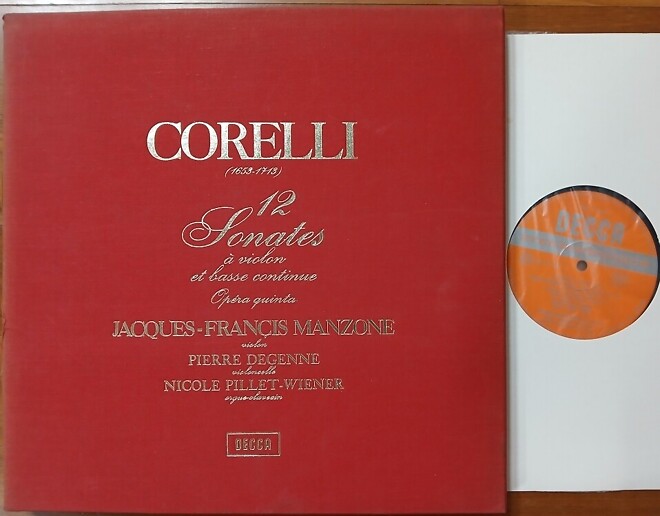 CORELLI
(1653-1713)
12
Sonates
à violon
et basse continue
Opéra quinta
JACQUES-FRANÇIS MANZONE
violon
PIERRE DEGENNE
violoncelle
NICOLE PILLET-WIENER
orgue-clavecin
DECCA
DECCA